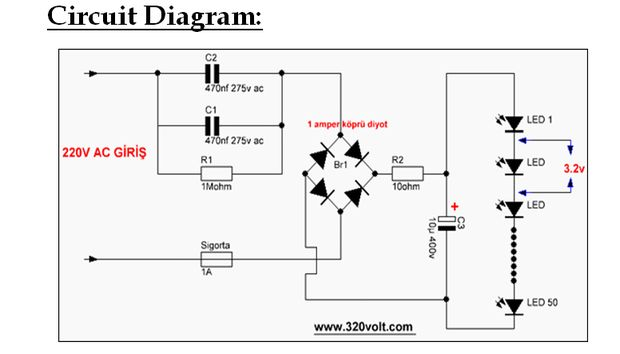 Circuit Diagram:
C2
470nf 275v ac
C1
470nf 275v ac
R1
1Mohm
220V AC GİRİŞ
Sigorta
1A
1 amper köprü diyot
Br1
R2
10ohm
+
C3
10µ 400v
LED 1
LED
3.2v
LED
LED 50
www.320volt.com